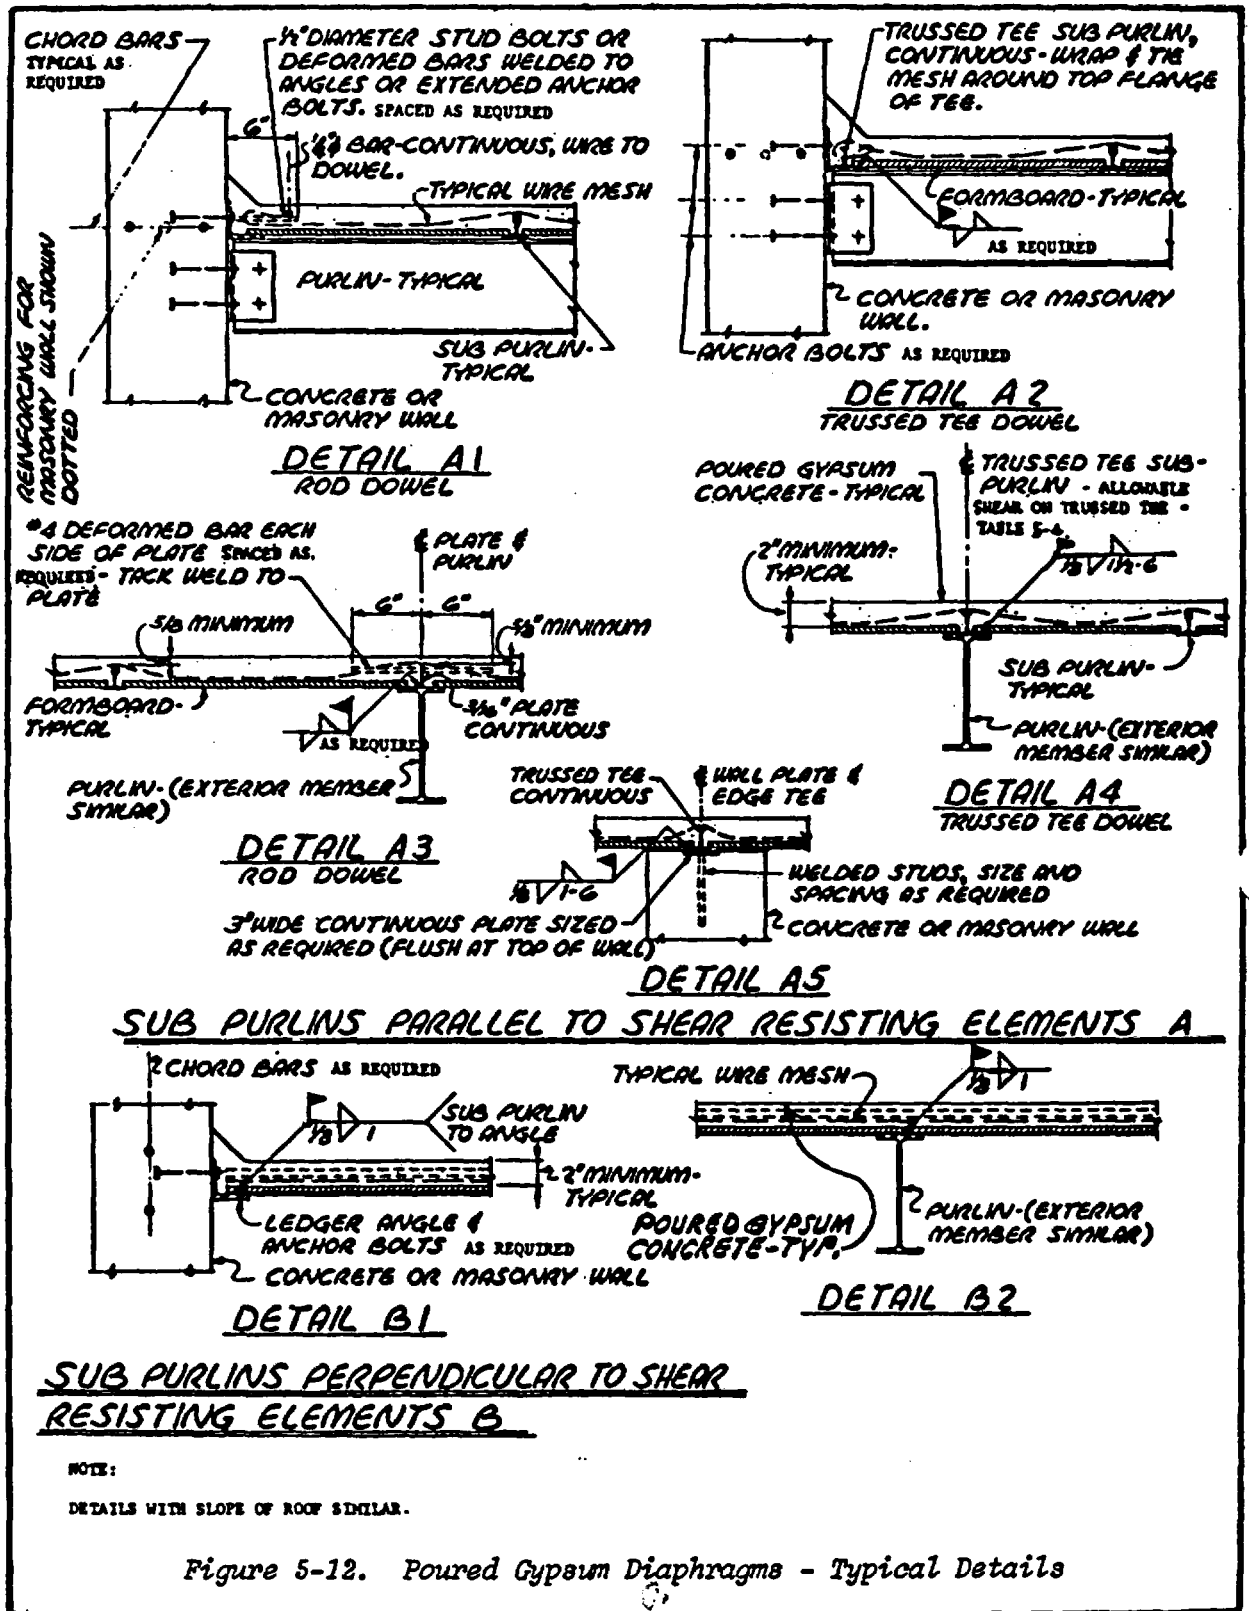 CHORD BARS
TYPICAL AS
REQUIRED
½"DIAMETER STUD BOLTS OR
DEFORMED BARS WELDED TO
ANGLES OR EXTENDED ANCHOR
BOLTS. SPACED AS REQUIRED
6"
BAR-CONTINUOUS, WIRE TO
DOWEL.
TYPICAL WIRE MESH
PURLIN-TYPICAL
SUB PURLIN-
TYPICAL
CONCRETE OR
MASONRY WALL
REINFORCING FOR
MASONRY WALL SHOWN
DOTTED
DETAIL A1
ROD DOWEL
TRUSSED TEE SUB PURLIN,
CONTINUOUS-WRAP & TIE
MESH AROUND TOP FLANGE
OF TEE.
FORMBOARD-TYPICAL
AS REQUIRED
CONCRETE OR MASONRY
WALL.
ANCHOR BOLTS AS REQUIRED
DETAIL A2
TRUSSED TEE DOWEL
#4 DEFORMED BAR EACH
SIDE OF PLATE SPACED AS
REQUIRED - TACK WELD TO
PLATE
℄ PLATE &
PURLIN
6" 6"
5/8 MINIMUM
5/8" MINIMUM
FORMBOARD-
TYPICAL
AS REQUIRED
3/16" PLATE
CONTINUOUS
PURLIN-(EXTERIOR MEMBER
SIMILAR)
DETAIL A3
ROD DOWEL
POURED GYPSUM
CONCRETE-TYPICAL
℄ TRUSSED TEE SUB-
PURLIN - ALLOWABLE
SHEAR ON TRUSSED TEE -
TABLE 5-4
2"MINIMUM-
TYPICAL
1/8 1½-6
SUB PURLIN-
TYPICAL
PURLIN-(EXTERIOR
MEMBER SIMILAR)
DETAIL A4
TRUSSED TEE DOWEL
TRUSSED TEE
CONTINUOUS
℄ WALL PLATE &
EDGE TEE
1/8 1-6
WELDED STUDS, SIZE AND
SPACING AS REQUIRED
3"WIDE CONTINUOUS PLATE SIZED
AS REQUIRED (FLUSH AT TOP OF WALL)
CONCRETE OR MASONRY WALL
DETAIL A5
SUB PURLINS PARALLEL TO SHEAR RESISTING ELEMENTS A
CHORD BARS AS REQUIRED
1/8 1
SUB PURLIN
TO ANGLE
2"MINIMUM-
TYPICAL
LEDGER ANGLE &
ANCHOR BOLTS AS REQUIRED
CONCRETE OR MASONRY WALL
DETAIL B1
TYPICAL WIRE MESH
1/8 1
POURED GYPSUM
CONCRETE-TYP.
PURLIN-(EXTERIOR
MEMBER SIMILAR)
DETAIL B2
SUB PURLINS PERPENDICULAR TO SHEAR
RESISTING ELEMENTS B
NOTE:
DETAILS WITH SLOPE OF ROOF SIMILAR.
Figure 5-12. Poured Gypsum Diaphragms - Typical Details